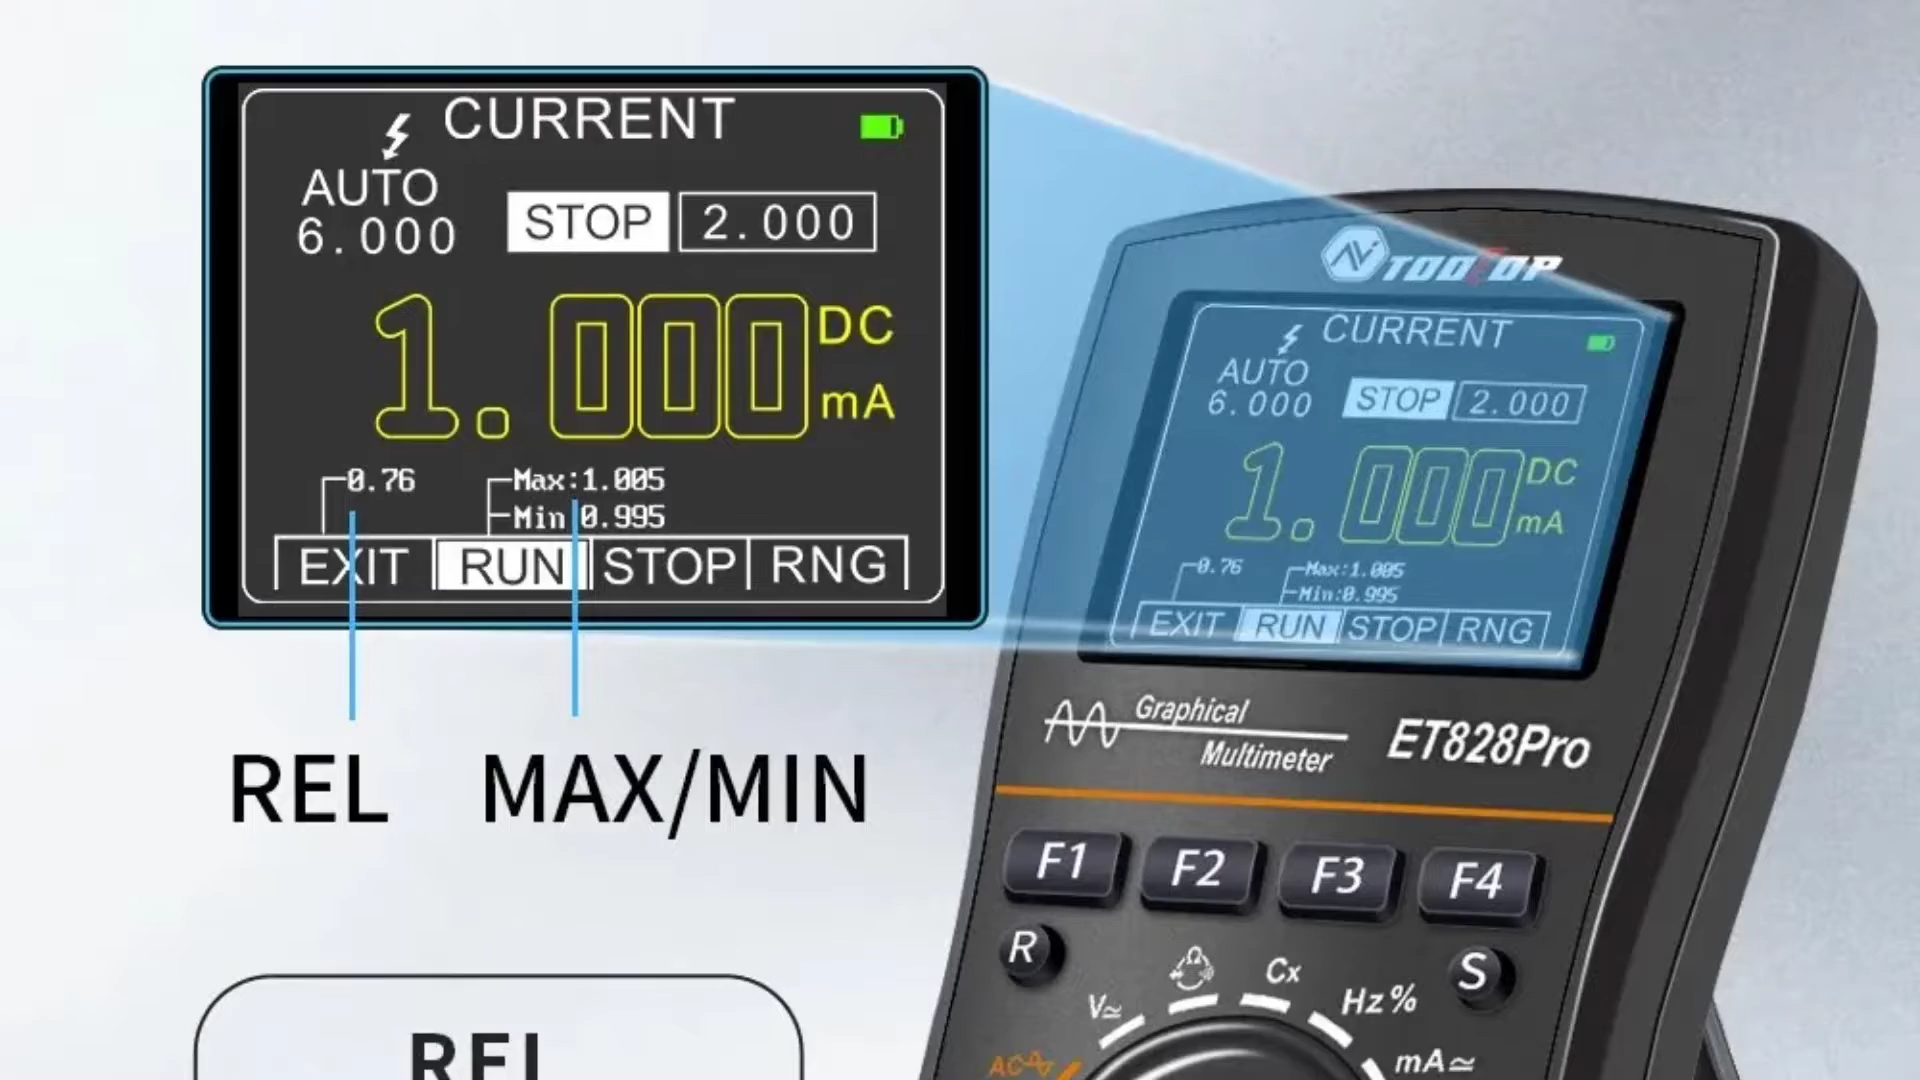 CURRENT
AUTO
6.000
STOP
2.000
1.000
DC
mA
0.76
Max:1.005
Min 0.995
EXIT
RUN
STOP
RNG
REL
MAX/MIN
REL
TOOLTOP
CURRENT
AUTO
6.000
STOP
2.000
1.000
DC
mA
0.76
Max:1.005
Min:0.995
EXIT
RUN
STOP
RNG
Graphical
Multimeter
ET828Pro
F1
F2
F3
F4
R
S
V≃
Ω
Cx
Hz%
mA≃
AC